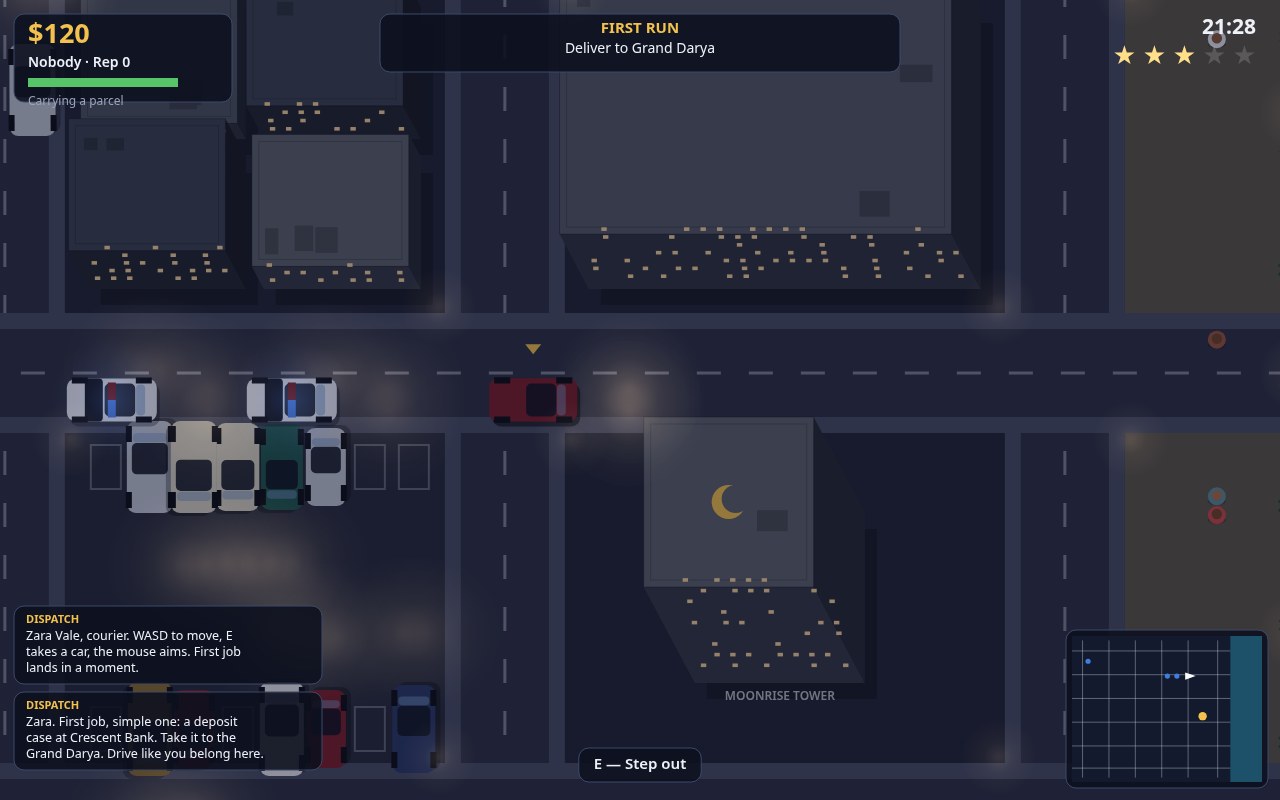 $120
Nobody · Rep 0
Carrying a parcel
FIRST RUN
Deliver to Grand Darya
21:28
MOONRISE TOWER
DISPATCH
Zara Vale, courier. WASD to move, E
takes a car, the mouse aims. First job
lands in a moment.
DISPATCH
Zara. First job, simple one: a deposit
case at Crescent Bank. Take it to the
Grand Darya. Drive like you belong here.
E — Step out